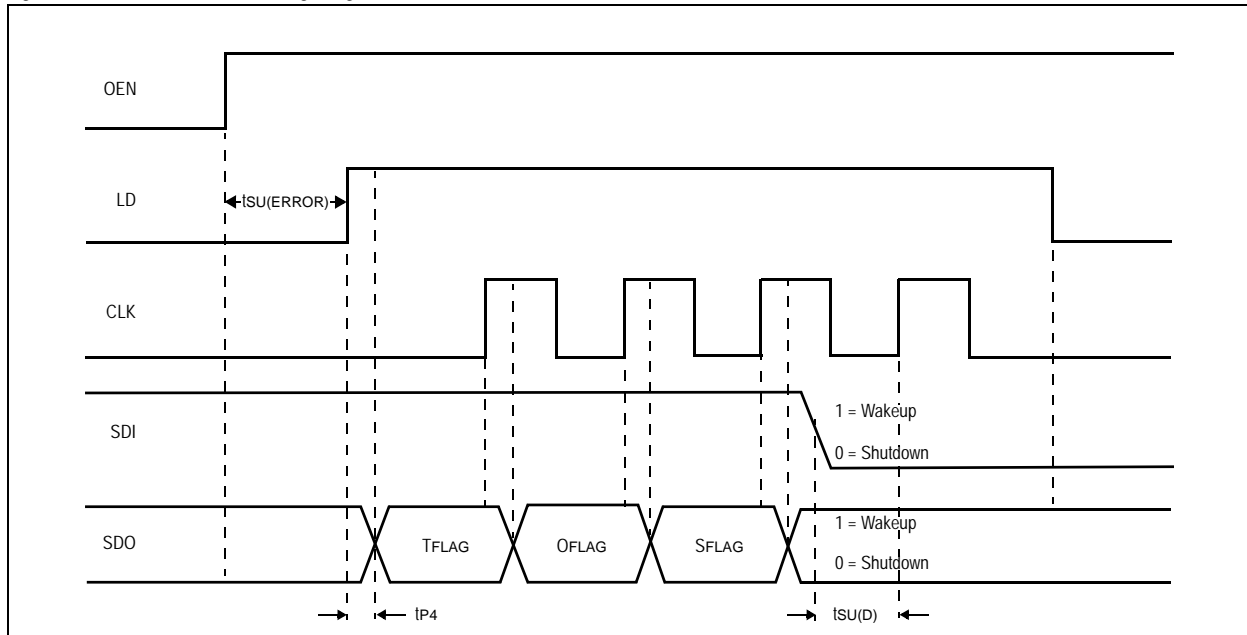 OEN
LD
tSU(ERROR)
CLK
SDI
1 = Wakeup
0 = Shutdown
SDO
TFLAG
OFLAG
SFLAG
1 = Wakeup
0 = Shutdown
tP4
tSU(D)